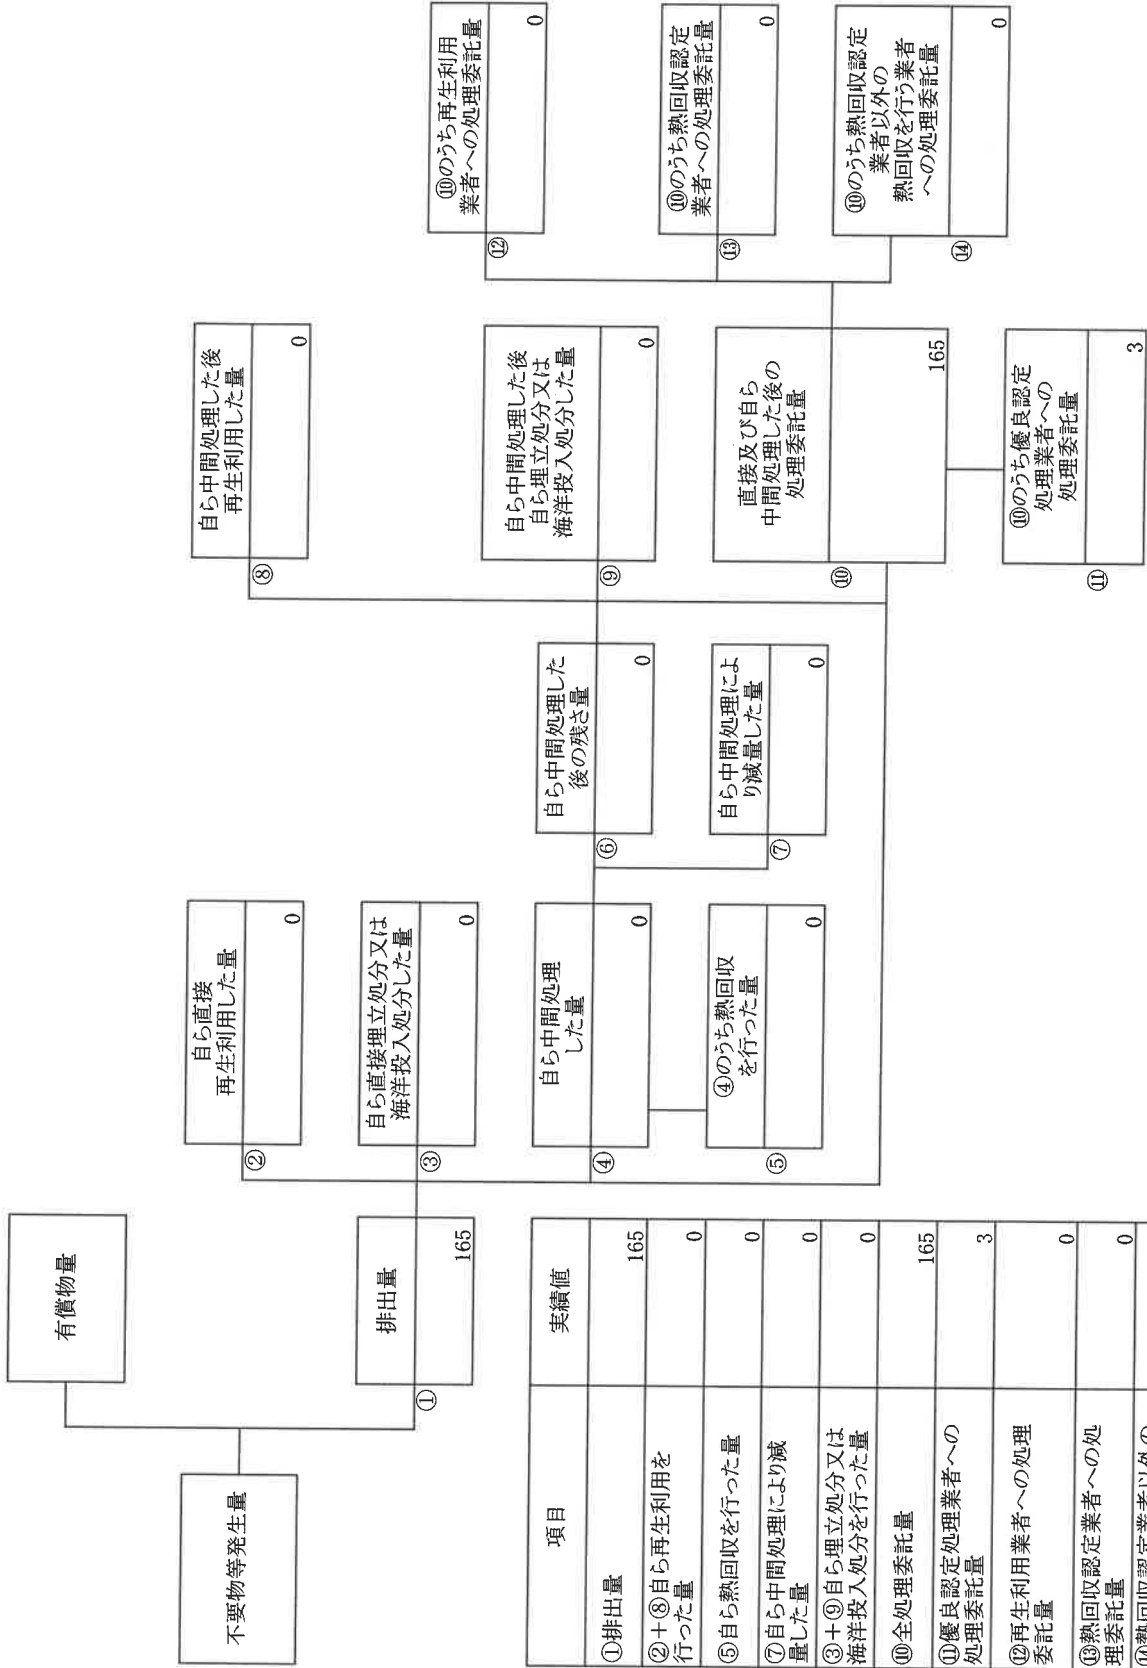 不要物等発生量
有償物量
①
排出量
165
②
自ら直接
再生利用した量
0
③
自ら直接埋立処分又は
海洋投入処分した量
0
④
自ら中間処理
した量
0
⑤
④のうち熱回収
を行った量
0
⑥
自ら中間処理した
後の残さ量
0
⑦
自ら中間処理によ
り減量した量
0
⑧
自ら中間処理した後
再生利用した量
0
⑨
自ら中間処理した後
自ら埋立処分又は
海洋投入処分した量
0
⑩
直接及び自ら
中間処理した後の
処理委託量
165
⑪
⑩のうち優良認定
処理業者への
処理委託量
3
⑫
⑩のうち再生利用
業者への処理委託量
0
⑬
⑩のうち熱回収認定
業者への処理委託量
0
⑭
⑩のうち熱回収認定
業者以外の
熱回収を行う業者
への処理委託量
0
項目
実績値
①排出量
165
②+⑧自ら再生利用を
行った量
0
⑤自ら熱回収を行った量
0
⑦自ら中間処理により減
量した量
0
③+⑨自ら埋立処分又は
海洋投入処分を行った量
0
⑩全処理委託量
165
⑪優良認定処理業者への
処理委託量
3
⑫再生利用業者への処理
委託量
0
⑬熱回収認定業者への処
理委託量
0
⑭熱回収認定業者以外の